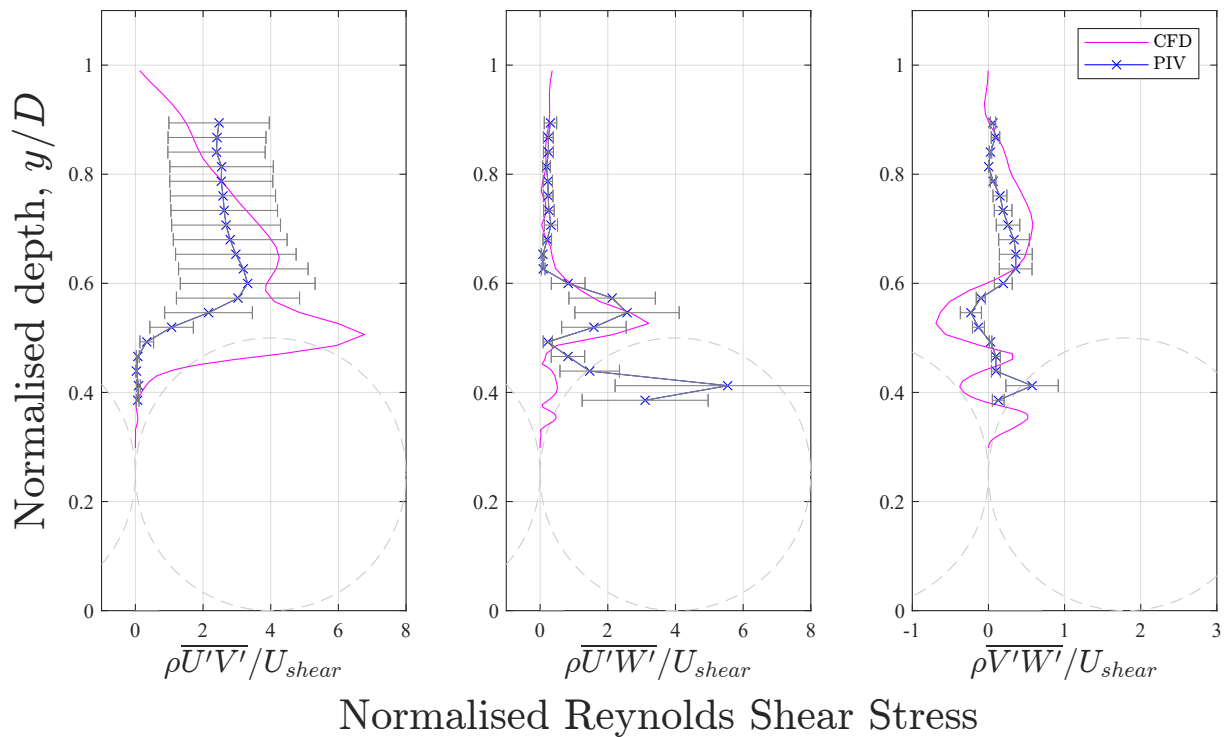 Normalised depth, y/D
1
0.8
0.6
0.4
0.2
0
0 2 4 6 8
ρU'V'/U_shear
1
0.8
0.6
0.4
0.2
0
0 2 4 6 8
ρU'W'/U_shear
CFD
PIV
1
0.8
0.6
0.4
0.2
0
-1 0 1 2 3
ρV'W'/U_shear
Normalised Reynolds Shear Stress